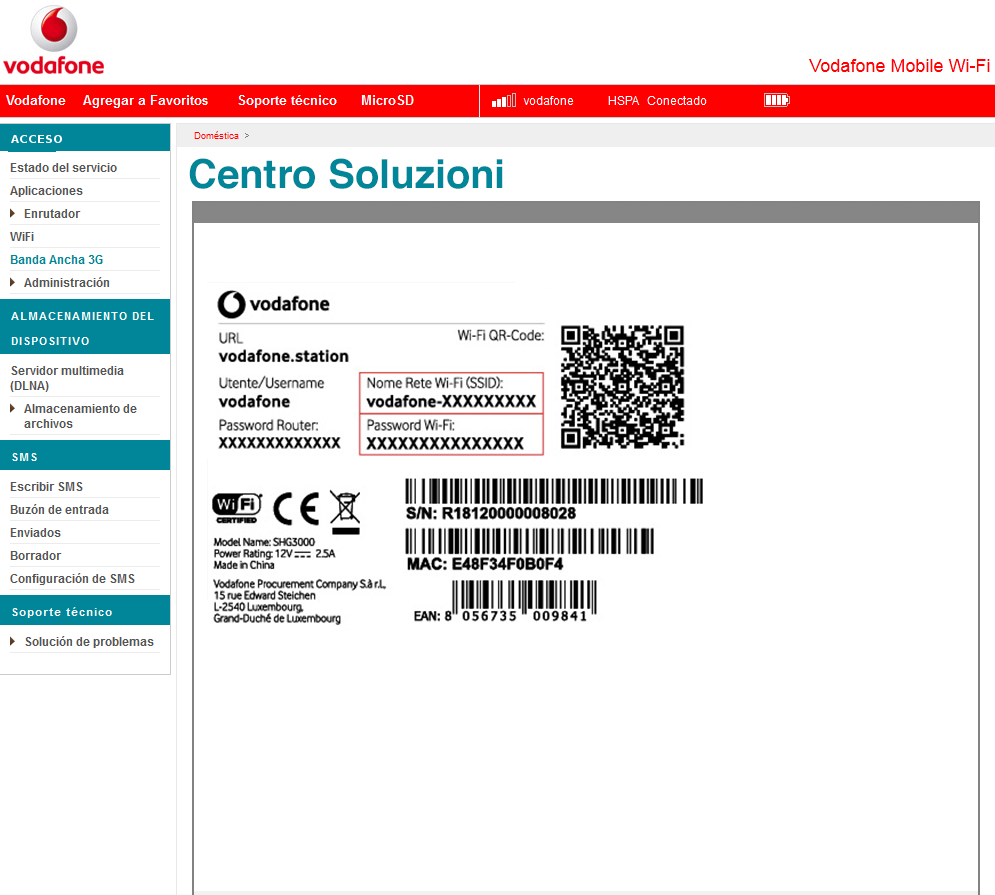 vodafone
Vodafone Mobile Wi-Fi
Vodafone Agregar a Favoritos Soporte técnico MicroSD vodafone HSPA Conectado
ACCESO
Estado del servicio
Aplicaciones
Enrutador
WiFi
Banda Ancha 3G
Administración
ALMACENAMIENTO DEL
DISPOSITIVO
Servidor multimedia
(DLNA)
Almacenamiento de
archivos
SMS
Escribir SMS
Buzón de entrada
Enviados
Borrador
Configuración de SMS
Soporte técnico
Solución de problemas
Doméstica >
Centro Soluzioni
vodafone
URL
vodafone.station
Wi-Fi QR-Code:
Utente/Username
vodafone
Nome Rete Wi-Fi (SSID):
vodafone-XXXXXXXXX
Password Router:
XXXXXXXXXXXXX
Password Wi-Fi:
XXXXXXXXXXXXXXX
Wi Fi
CERTIFIED
CE
Model Name: SHG3000
Power Rating: 12V 2.5A
Made in China
Vodafone Procurement Company S.à r.l.,
15 rue Edward Steichen
L-2540 Luxembourg,
Grand-Duché de Luxembourg
S/N: R18120000008028
MAC: E48F34F0B0F4
EAN: 8 056735 009841